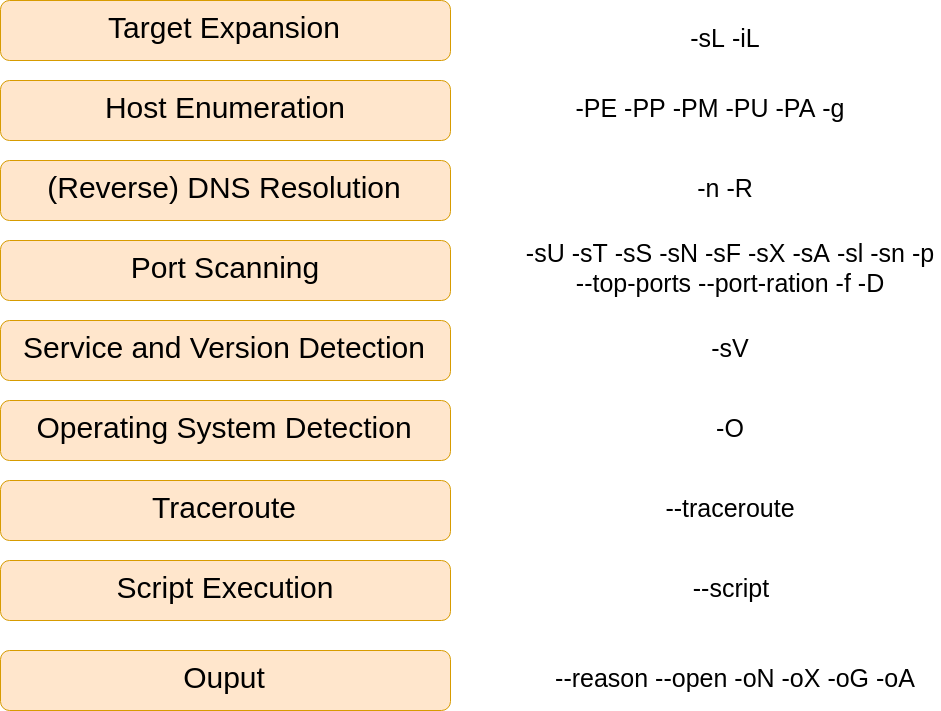 Target Expansion
-sL -iL
Host Enumeration
-PE -PP -PM -PU -PA -g
(Reverse) DNS Resolution
-n -R
Port Scanning
-sU -sT -sS -sN -sF -sX -sA -sl -sn -p
--top-ports --port-ration -f -D
Service and Version Detection
-sV
Operating System Detection
-O
Traceroute
--traceroute
Script Execution
--script
Ouput
--reason --open -oN -oX -oG -oA